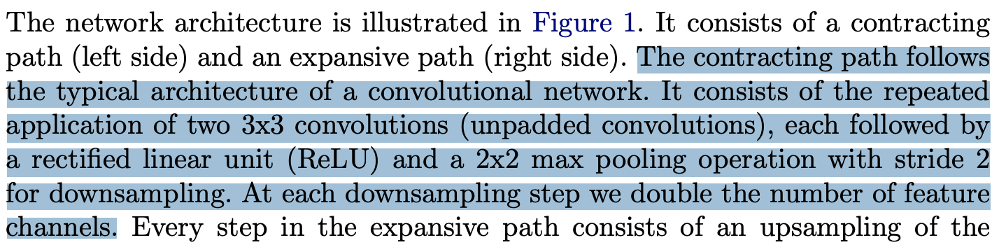 The network architecture is illustrated in Figure 1. It consists of a contracting
path (left side) and an expansive path (right side). The contracting path follows
the typical architecture of a convolutional network. It consists of the repeated
application of two 3x3 convolutions (unpadded convolutions), each followed by
a rectified linear unit (ReLU) and a 2x2 max pooling operation with stride 2
for downsampling. At each downsampling step we double the number of feature
channels. Every step in the expansive path consists of an upsampling of the